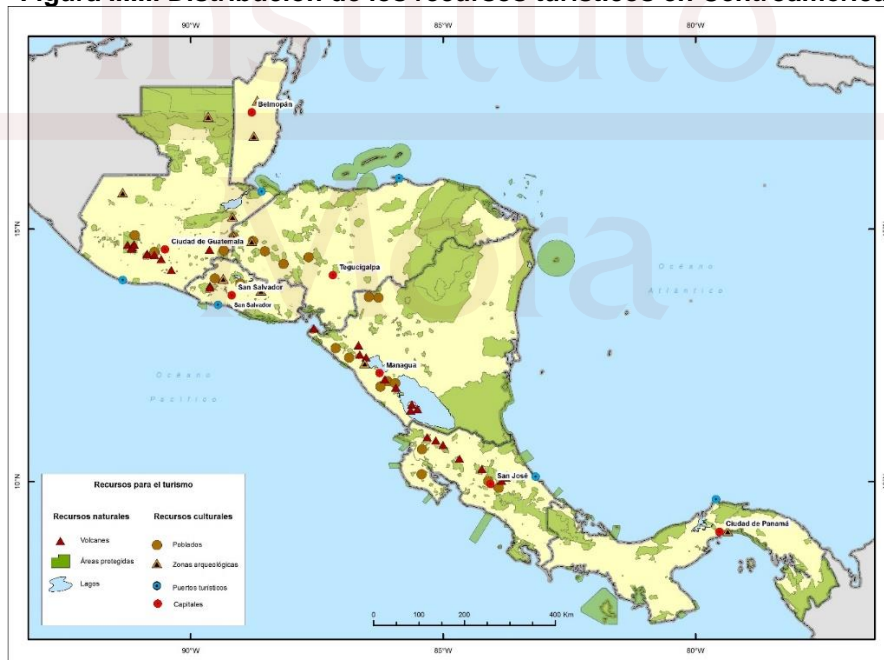 Distribución de los recursos turísticos en Centroamérica
Instituto
Mora
90°W
85°W
80°W
Belmopán
15°N
Ciudad de Guatemala
Tegucigalpa
San Salvador
San Salvador
Océano
Atlántico
Managua
Océano
Pacífico
10°N
San José
Ciudad de Panamá
Recursos para el turismo
Recursos naturales
Recursos culturales
Volcanes
Poblados
Áreas protegidas
Zonas arqueológicas
Lagos
Puertos turísticos
Capitales
0 100 200 400 Km
90°W
85°W
80°W